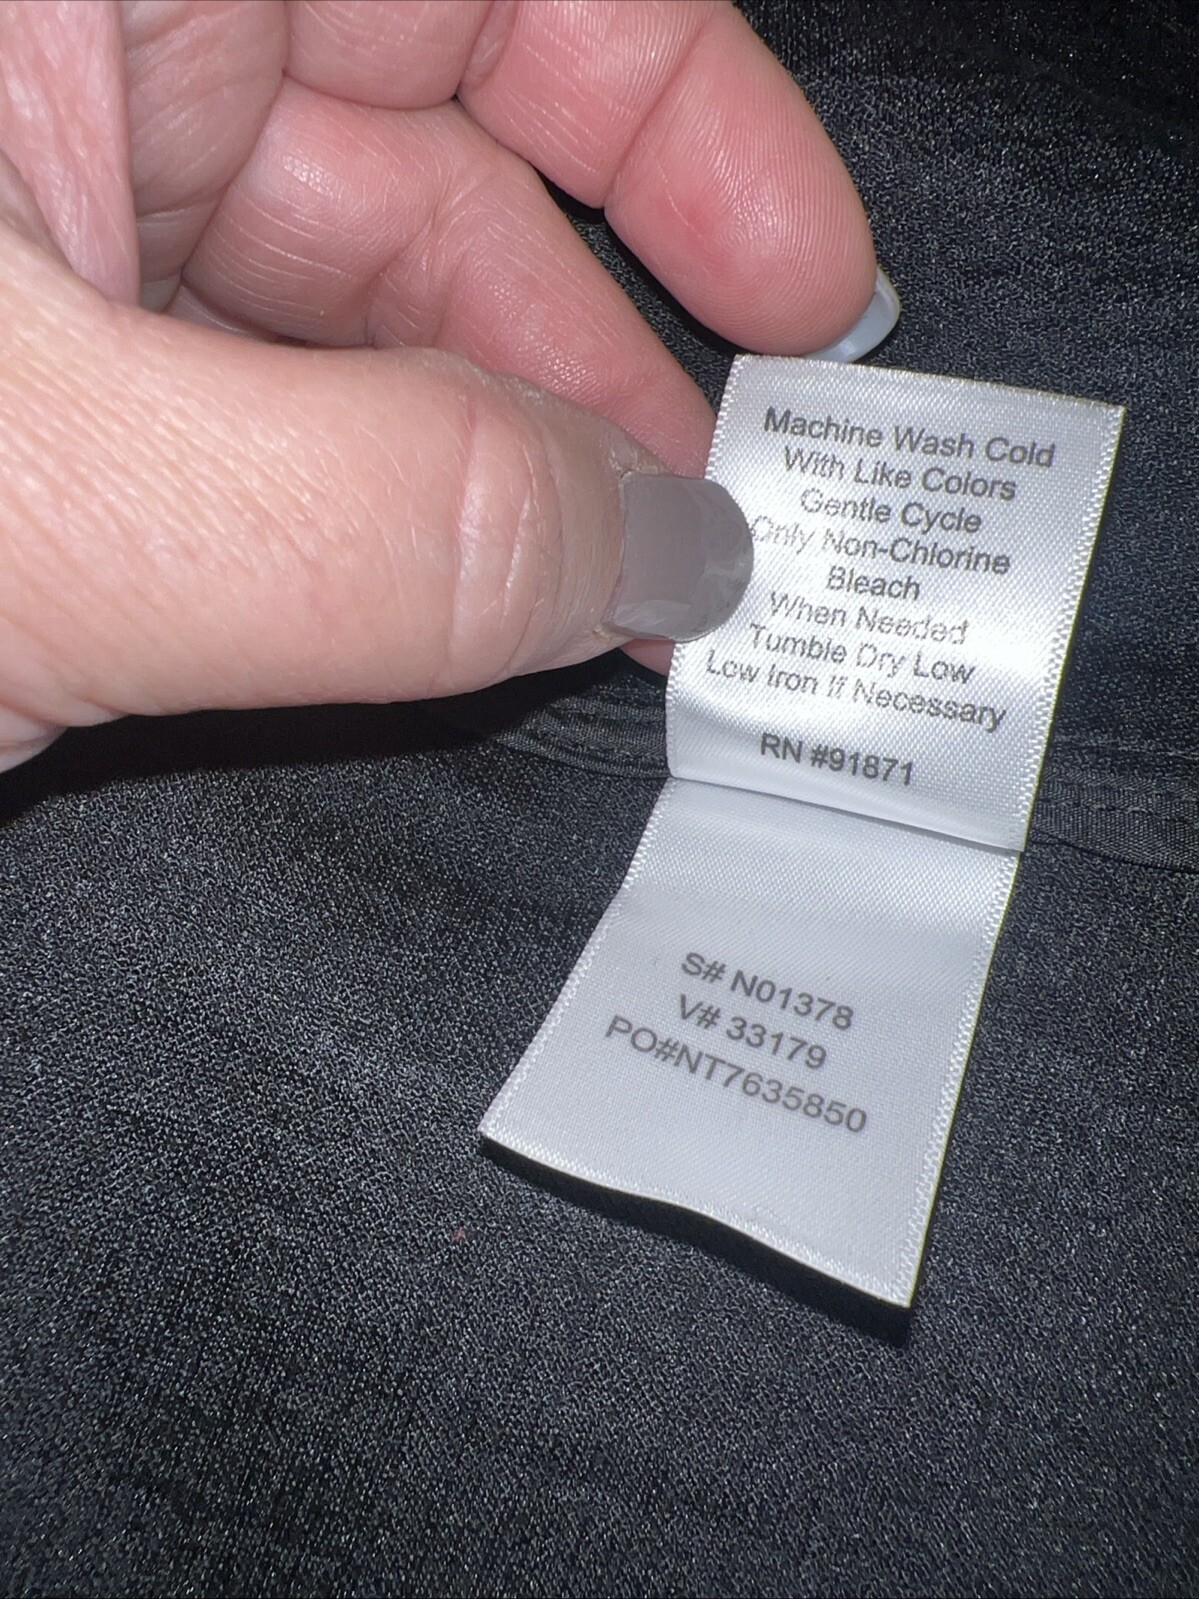 Machine Wash Cold
With Like Colors
Gentle Cycle
Only Non-Chlorine
Bleach
When Needed
Tumble Dry Low
Low Iron If Necessary
RN #91871
S# N01378
V# 33179
PO#NT7635850